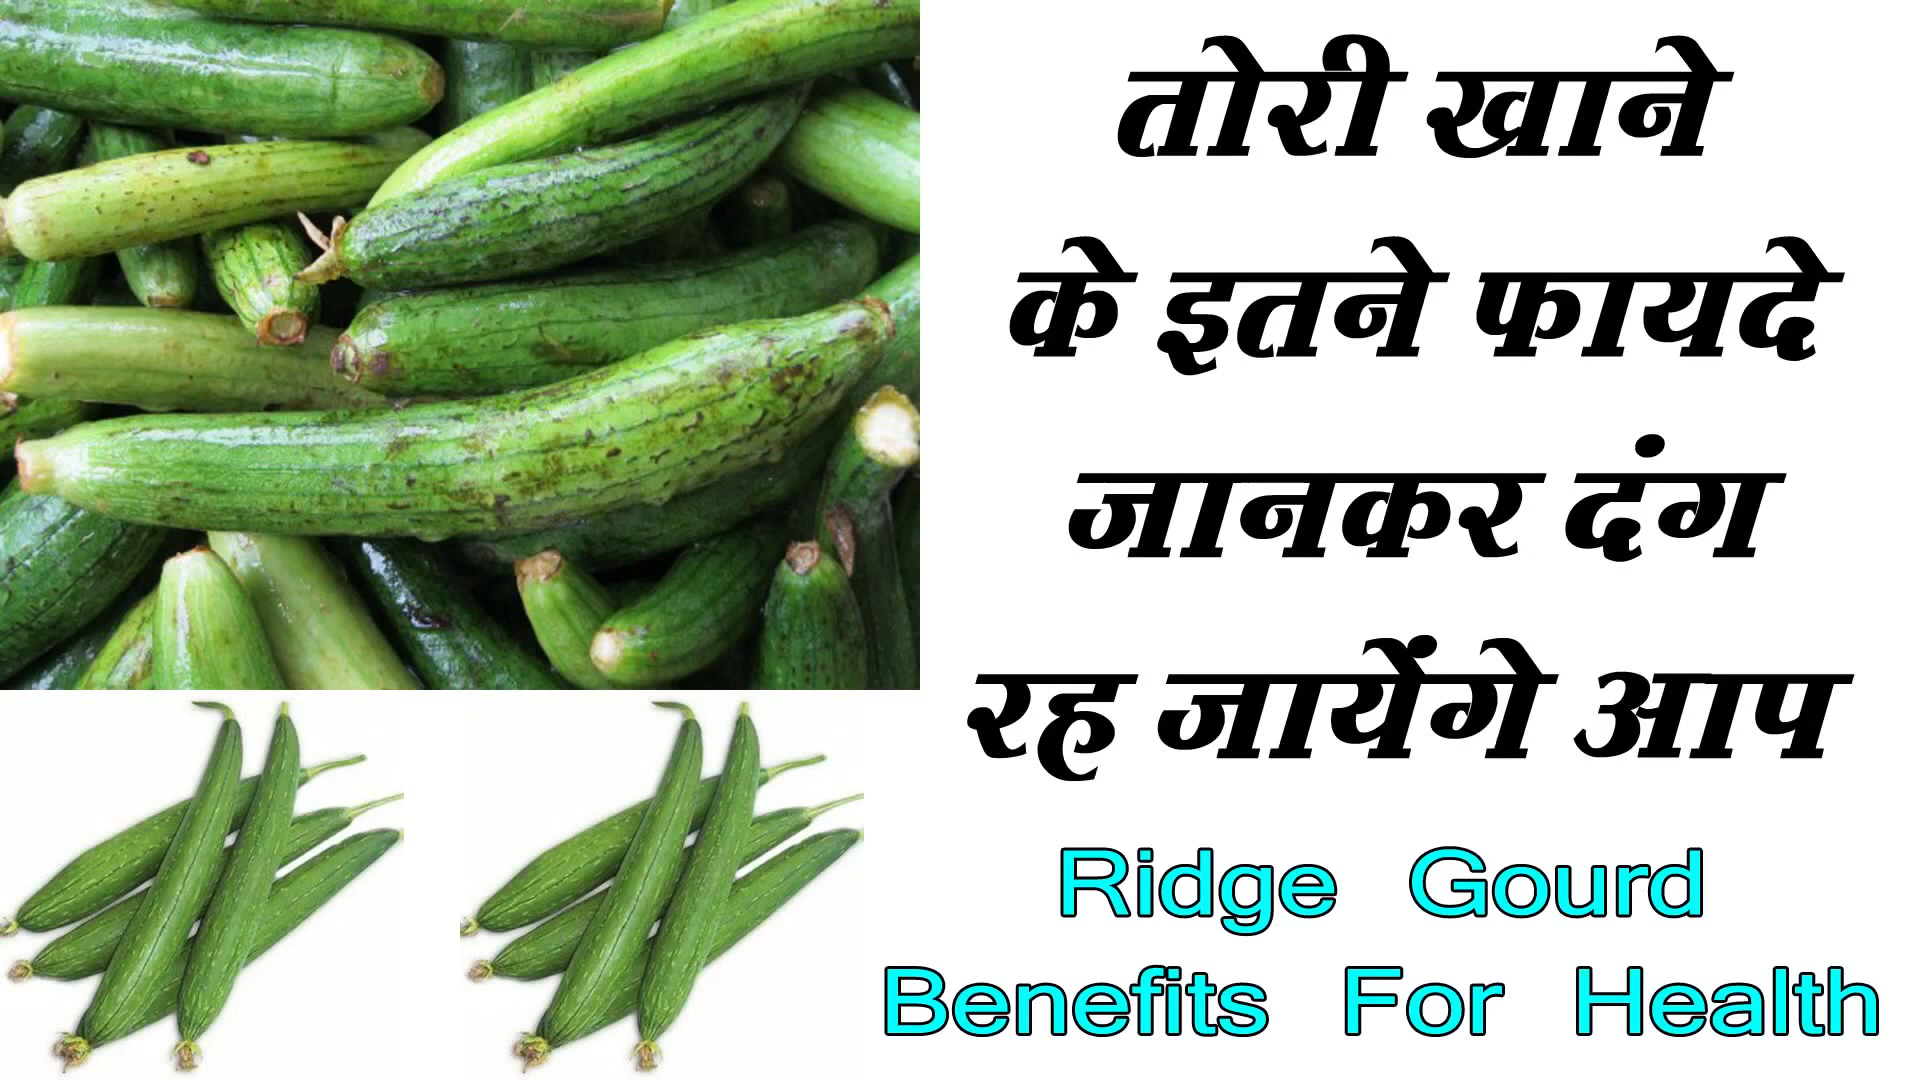 तोरी खाने
के इतने फायदे
जानकर दंग
रह जायेंगे आप
Ridge Gourd
Benefits For Health